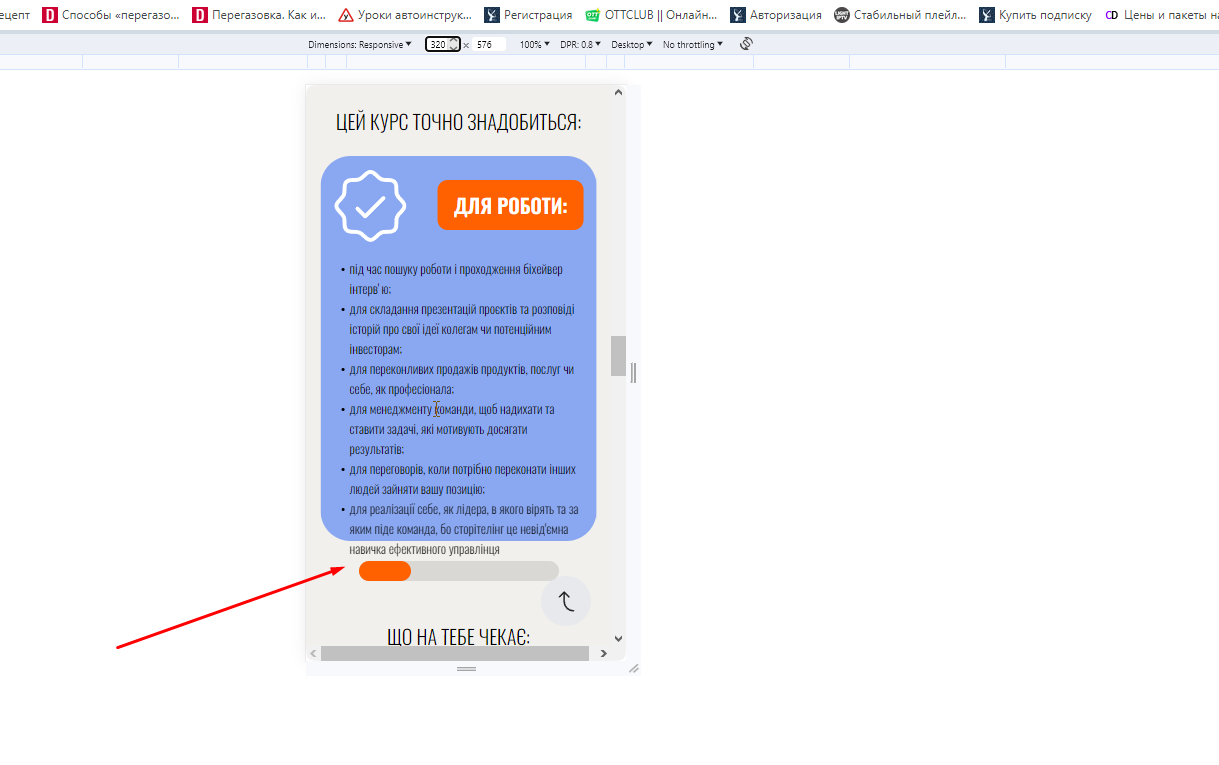 ецепт
Способы «перегазо...
Перегазовка. Как и...
Уроки автоинструк...
Регистрация
OTTCLUB || Онлайн...
Авторизация
Стабильный плейл...
Купить подписку
Цены и пакеты на
Dimensions: Responsive
320 × 576
100%
DPR: 0.8
Desktop
No throttling
ЦЕЙ КУРС ТОЧНО ЗНАДОБИТЬСЯ:
ДЛЯ РОБОТИ:
• під час пошуку роботи і проходження біхейвер
інтерв'ю;
• для складання презентацій проєктів та розповіді
історій про свої ідеї колегам чи потенційним
інвесторам;
• для переконливих продажів продуктів, послуг чи
себе, як професіонала;
• для менеджменту команди, щоб надихати та
ставити задачі, які мотивують досягати
результатів;
• для переговорів, коли потрібно переконати інших
людей зайняти вашу позицію;
• для реалізації себе, як лідера, в якого вірять та за
яким піде команда, бо сторітелінг це невід'ємна
навичка ефективного управлінця
ЩО НА ТЕБЕ ЧЕКАЄ: